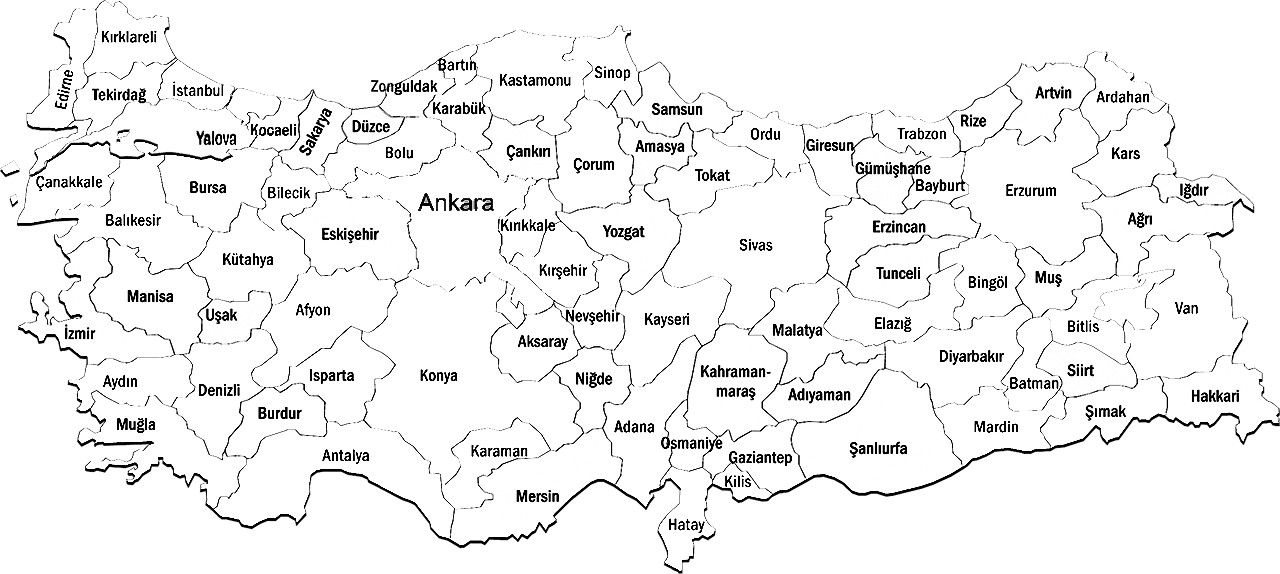 Kırklareli
Edirne
Tekirdağ
İstanbul
Yalova
Kocaeli
Sakarya
Düzce
Zonguldak
Bartın
Karabük
Kastamonu
Sinop
Samsun
Ordu
Giresun
Trabzon
Rize
Artvin
Ardahan
Kars
Iğdır
Ağrı
Erzurum
Bayburt
Gümüşhane
Erzincan
Tokat
Amasya
Çorum
Çankırı
Bolu
Bilecik
Bursa
Çanakkale
Balıkesir
Kütahya
Eskişehir
Ankara
Kırıkkale
Yozgat
Sivas
Tunceli
Bingöl
Muş
Van
Bitlis
Elazığ
Malatya
Kayseri
Nevşehir
Kırşehir
Aksaray
Afyon
Uşak
Manisa
İzmir
Aydın
Denizli
Isparta
Burdur
Konya
Niğde
Kahraman-
maraş
Adıyaman
Diyarbakır
Batman
Siirt
Şırnak
Hakkari
Mardin
Şanlıurfa
Gaziantep
Kilis
Osmaniye
Adana
Karaman
Mersin
Antalya
Muğla
Hatay